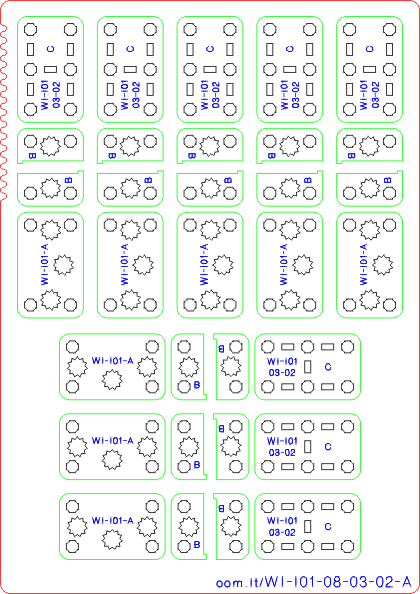 C C C C C
WI-I01 03-02 WI-I01 03-02 WI-I01 03-02 WI-I01 03-02 WI-I01 03-02
B B B B B
B B B B B
WI-I01-A WI-I01-A WI-I01-A WI-I01-A WI-I01-A
WI-I01-A B B WI-I01 03-02 C
WI-I01-A B B WI-I01 03-02 C
WI-I01-A B B WI-I01 03-02 C
oom.it/WI-I01-08-03-02-A